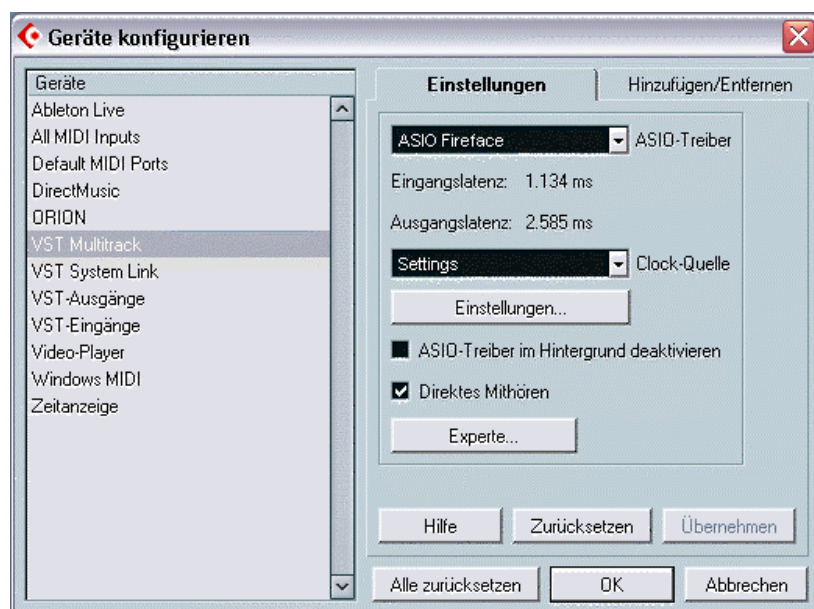 Geräte konfigurieren
Geräte
Ableton Live
All MIDI Inputs
Default MIDI Ports
DirectMusic
ORION
VST Multitrack
VST System Link
VST-Ausgänge
VST-Eingänge
Video-Player
Windows MIDI
Zeitanzeige
Einstellungen
Hinzufügen/Entfernen
ASIO Fireface ASIO-Treiber
Eingangslatenz: 1.134 ms
Ausgangslatenz: 2.585 ms
Settings Clock-Quelle
Einstellungen...
ASIO-Treiber im Hintergrund deaktivieren
Direktes Mithören
Experte...
Hilfe Zurücksetzen Übernehmen
Alle zurücksetzen OK Abbrechen